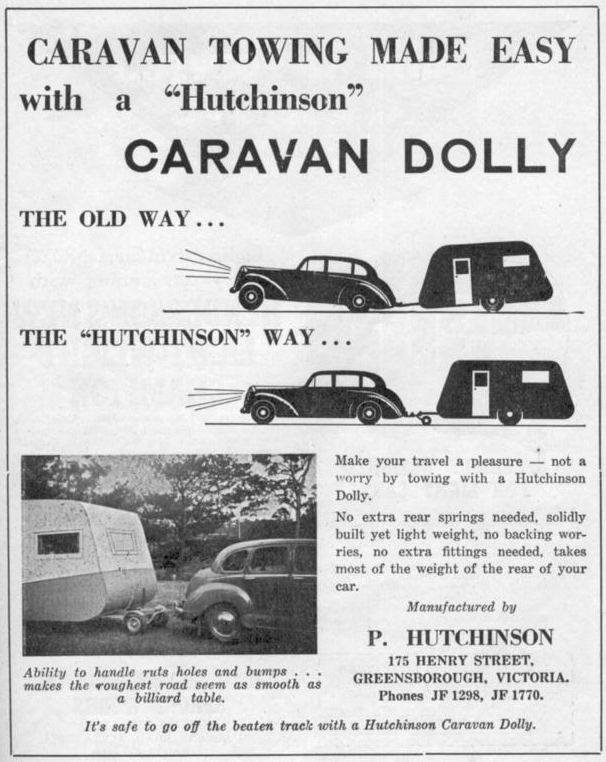 CARAVAN TOWING MADE EASY
with a “Hutchinson”
CARAVAN DOLLY
THE OLD WAY . . .
THE “HUTCHINSON” WAY . . .
Make your travel a pleasure — not a
worry by towing with a Hutchinson
Dolly.
No extra rear springs needed, solidly
built yet light weight, no backing wor-
ries, no extra fittings needed, takes
most of the weight of the rear of your
car.
Manufactured by
P. HUTCHINSON
175 HENRY STREET,
GREENSBOROUGH, VICTORIA.
Phones JF 1298, JF 1770.
Ability to handle ruts holes and bumps . . .
makes the roughest road seem as smooth as
a billiard table.
It's safe to go off the beaten track with a Hutchinson Caravan Dolly.